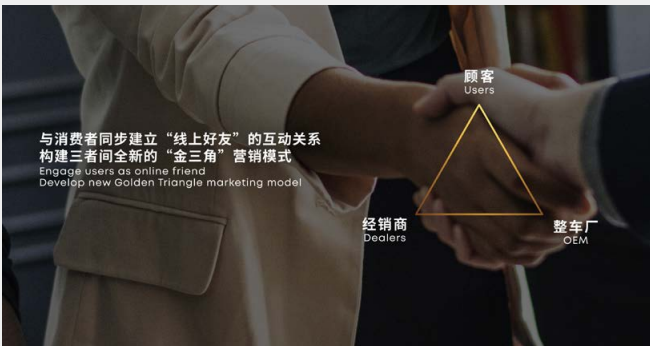 顾客
Users
与消费者同步建立“线上好友”的互动关系
构建三者间全新的“金三角”营销模式
Engage users as online friend
Develop new Golden Triangle marketing model
经销商
Dealers
整车厂
OEM